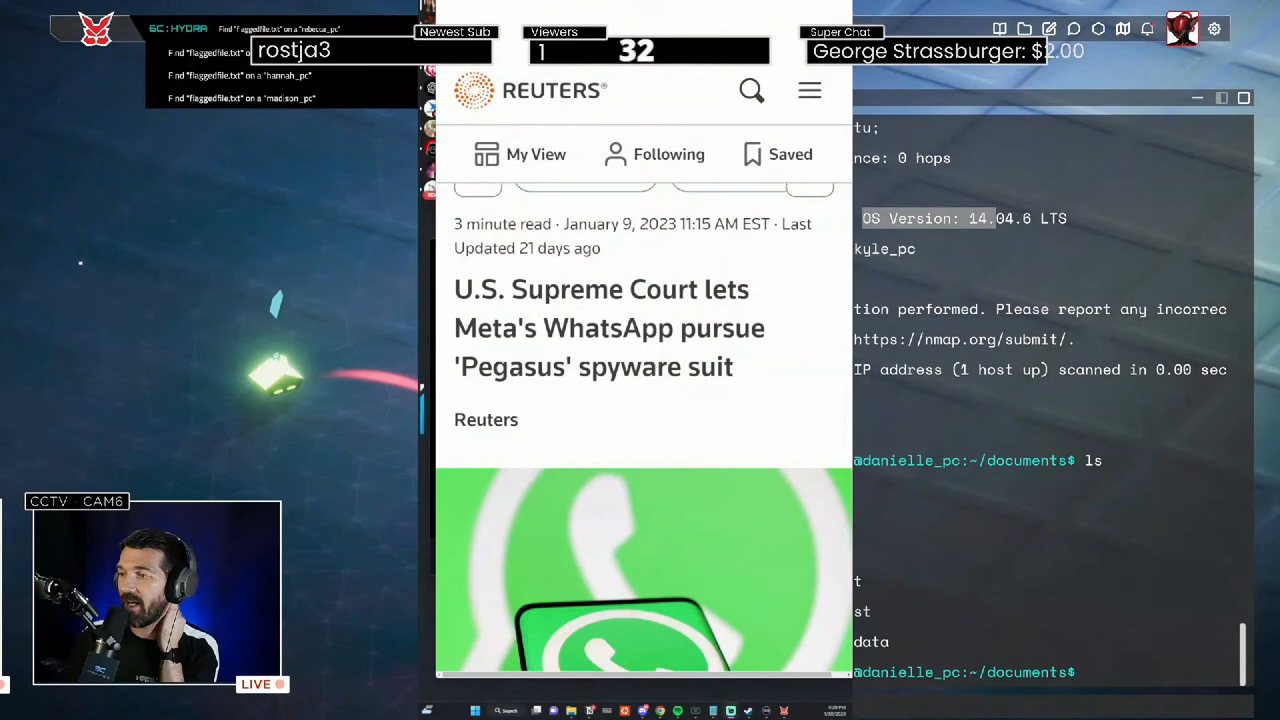 GC: HYDRA
Find "flaggedfile.txt" on a "rebecca_pc"
Find "flaggedfile.txt" o
Find "flaggedfile.txt" on a "hannah_pc"
Find "flaggedfile.txt" on a "madison_pc"
Newest Sub
rostja3
Viewers
1
32
Super Chat
George Strassburger: $2.00
REUTERS®
My View
Following
Saved
3 minute read · January 9, 2023 11:15 AM EST · Last
Updated 21 days ago
U.S. Supreme Court lets
Meta's WhatsApp pursue
'Pegasus' spyware suit
Reuters
tu;
nce: 0 hops
OS Version: 14.04.6 LTS
kyle_pc
tion performed. Please report any incorrec
https://nmap.org/submit/.
IP address (1 host up) scanned in 0.00 sec
@danielle_pc:~/documents$ ls
t
st
data
@danielle_pc:~/documents$
CCTV - CAM6
LIVE
Search